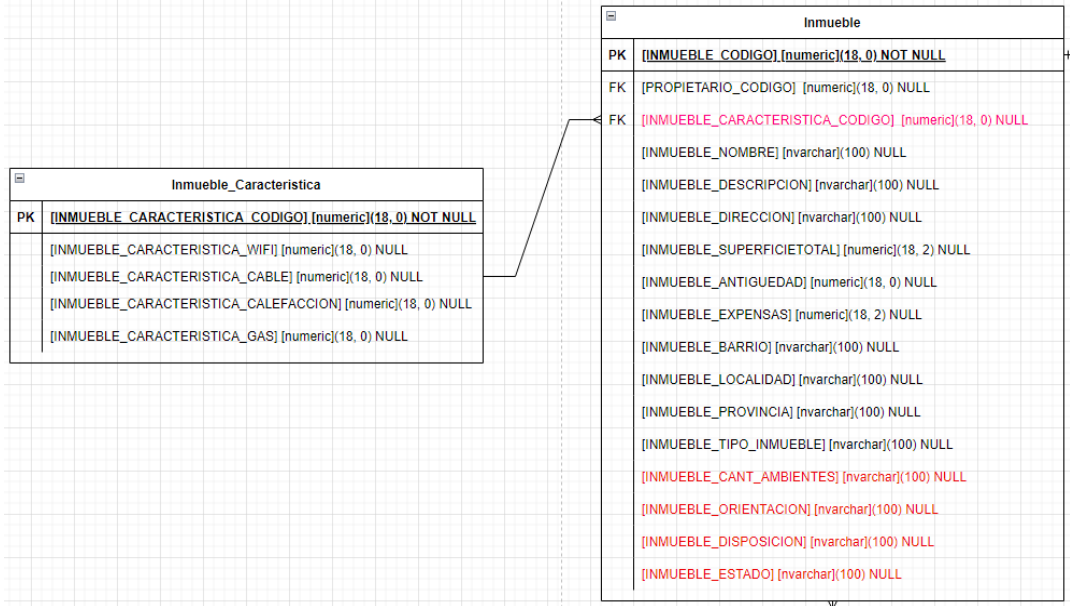 Inmueble_Caracteristica
PK [INMUEBLE_CARACTERISTICA_CODIGO] [numeric](18, 0) NOT NULL
[INMUEBLE_CARACTERISTICA_WIFI] [numeric](18, 0) NULL
[INMUEBLE_CARACTERISTICA_CABLE] [numeric](18, 0) NULL
[INMUEBLE_CARACTERISTICA_CALEFACCION] [numeric](18, 0) NULL
[INMUEBLE_CARACTERISTICA_GAS] [numeric](18, 0) NULL
Inmueble
PK [INMUEBLE_CODIGO] [numeric](18, 0) NOT NULL
FK [PROPIETARIO_CODIGO] [numeric](18, 0) NULL
FK [INMUEBLE_CARACTERISTICA_CODIGO] [numeric](18, 0) NULL
[INMUEBLE_NOMBRE] [nvarchar](100) NULL
[INMUEBLE_DESCRIPCION] [nvarchar](100) NULL
[INMUEBLE_DIRECCION] [nvarchar](100) NULL
[INMUEBLE_SUPERFICIETOTAL] [numeric](18, 2) NULL
[INMUEBLE_ANTIGUEDAD] [numeric](18, 0) NULL
[INMUEBLE_EXPENSAS] [numeric](18, 2) NULL
[INMUEBLE_BARRIO] [nvarchar](100) NULL
[INMUEBLE_LOCALIDAD] [nvarchar](100) NULL
[INMUEBLE_PROVINCIA] [nvarchar](100) NULL
[INMUEBLE_TIPO_INMUEBLE] [nvarchar](100) NULL
[INMUEBLE_CANT_AMBIENTES] [nvarchar](100) NULL
[INMUEBLE_ORIENTACION] [nvarchar](100) NULL
[INMUEBLE_DISPOSICION] [nvarchar](100) NULL
[INMUEBLE_ESTADO] [nvarchar](100) NULL